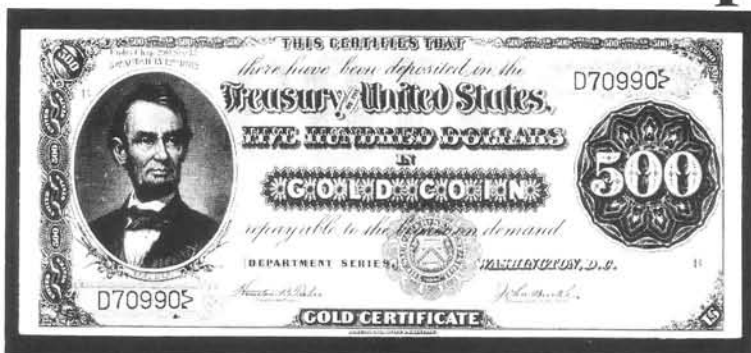 THIS CERTIFIES THAT
there have been deposited in the
D70990
Treasury of the United States.
FIVE HUNDRED DOLLARS
IN
GOLD COIN
500
repayable to the bearer on demand
DEPARTMENT SERIES. WASHINGTON, D.C.
D70990
GOLD CERTIFICATE